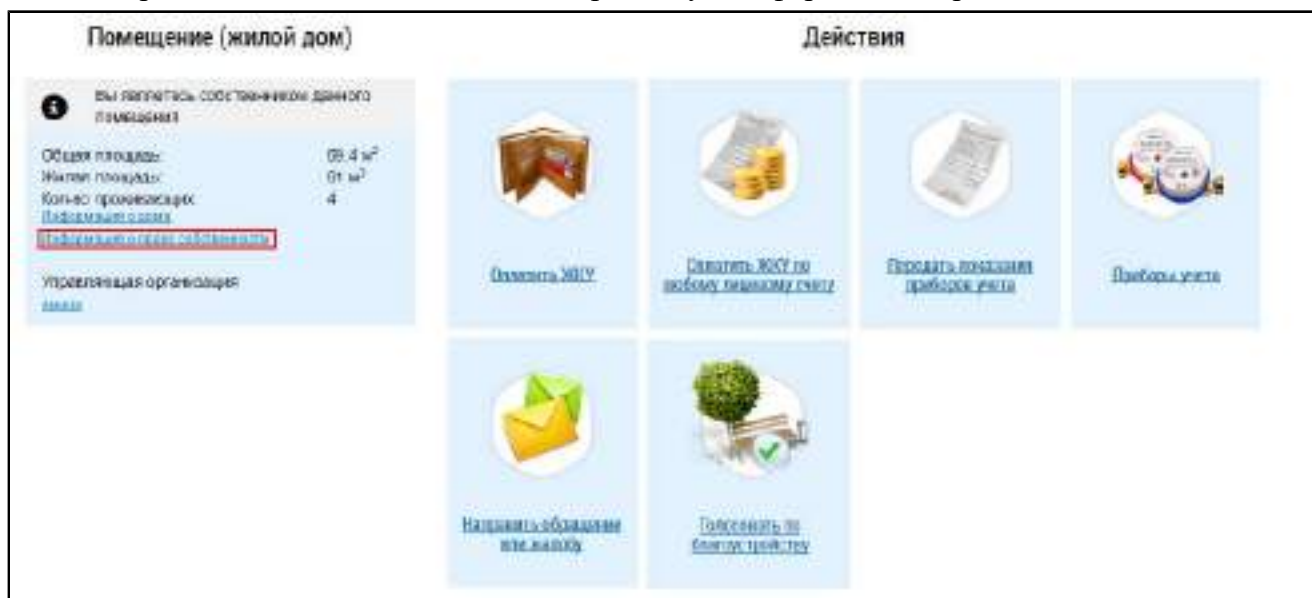 Помещение (жилой дом)
Действия
Вы являетесь собственником данного
помещения
Общая площадь:
Жилая площадь:
Кол-во проживающих: 4
Информация о доме
Информация о праве собственности
Управляющая организация
Оплатить ЖКУ
Оплатить ЖКУ по
любому лицевому счету
Передать показания
приборов учета
Приборы учета
Направить обращение
или жалобу
Голосовать по
благоустройству